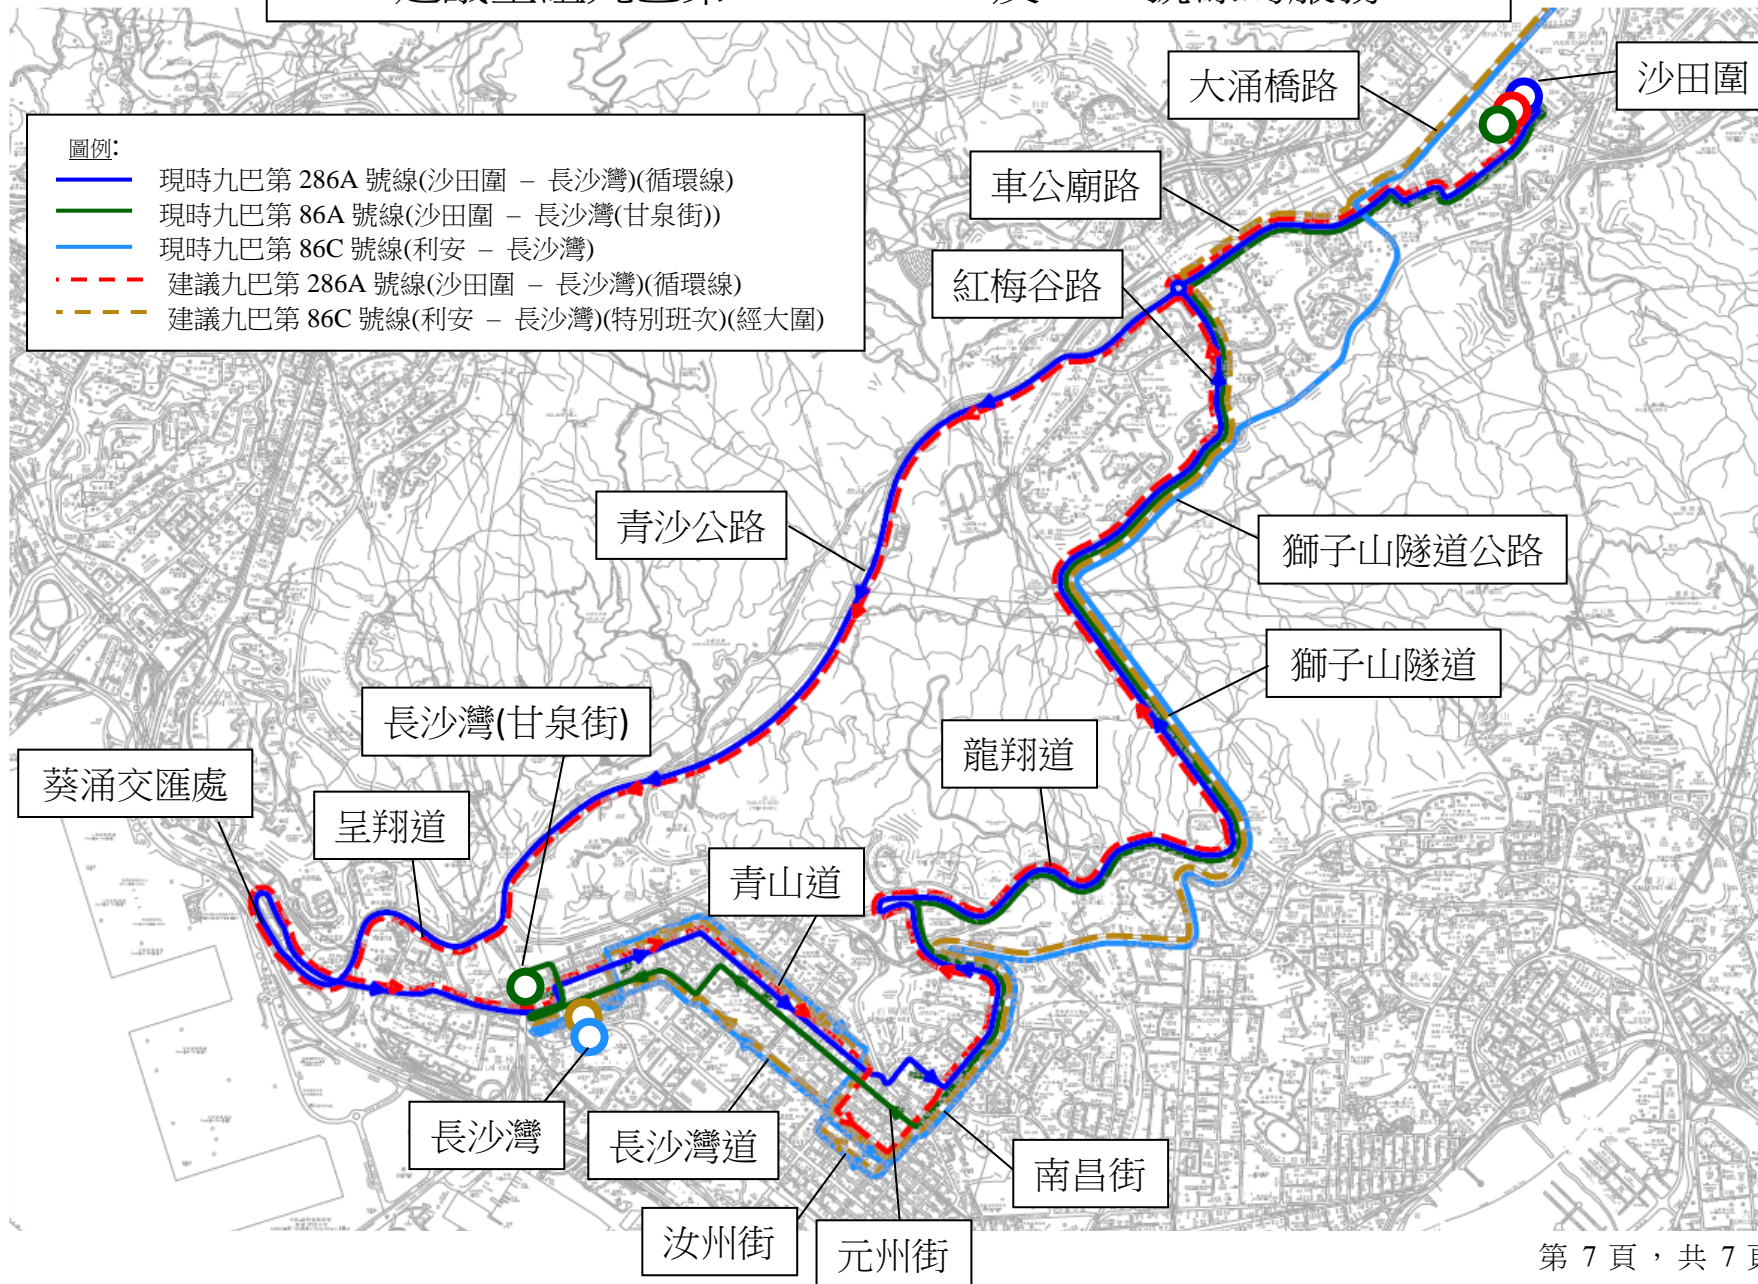 大涌橋路
沙田圍
圖例:
現時九巴第 286A 號線(沙田圍 – 長沙灣)(循環線)
現時九巴第 86A 號線(沙田圍 – 長沙灣(甘泉街))
現時九巴第 86C 號線(利安 – 長沙灣)
建議九巴第 286A 號線(沙田圍 – 長沙灣)(循環線)
建議九巴第 86C 號線(利安 – 長沙灣)(特別班次)(經大圍)
車公廟路
紅梅谷路
青沙公路
獅子山隧道公路
獅子山隧道
長沙灣(甘泉街)
龍翔道
葵涌交匯處
呈翔道
青山道
長沙灣
長沙灣道
南昌街
汝州街
元州街
第 7 頁，共 7 頁